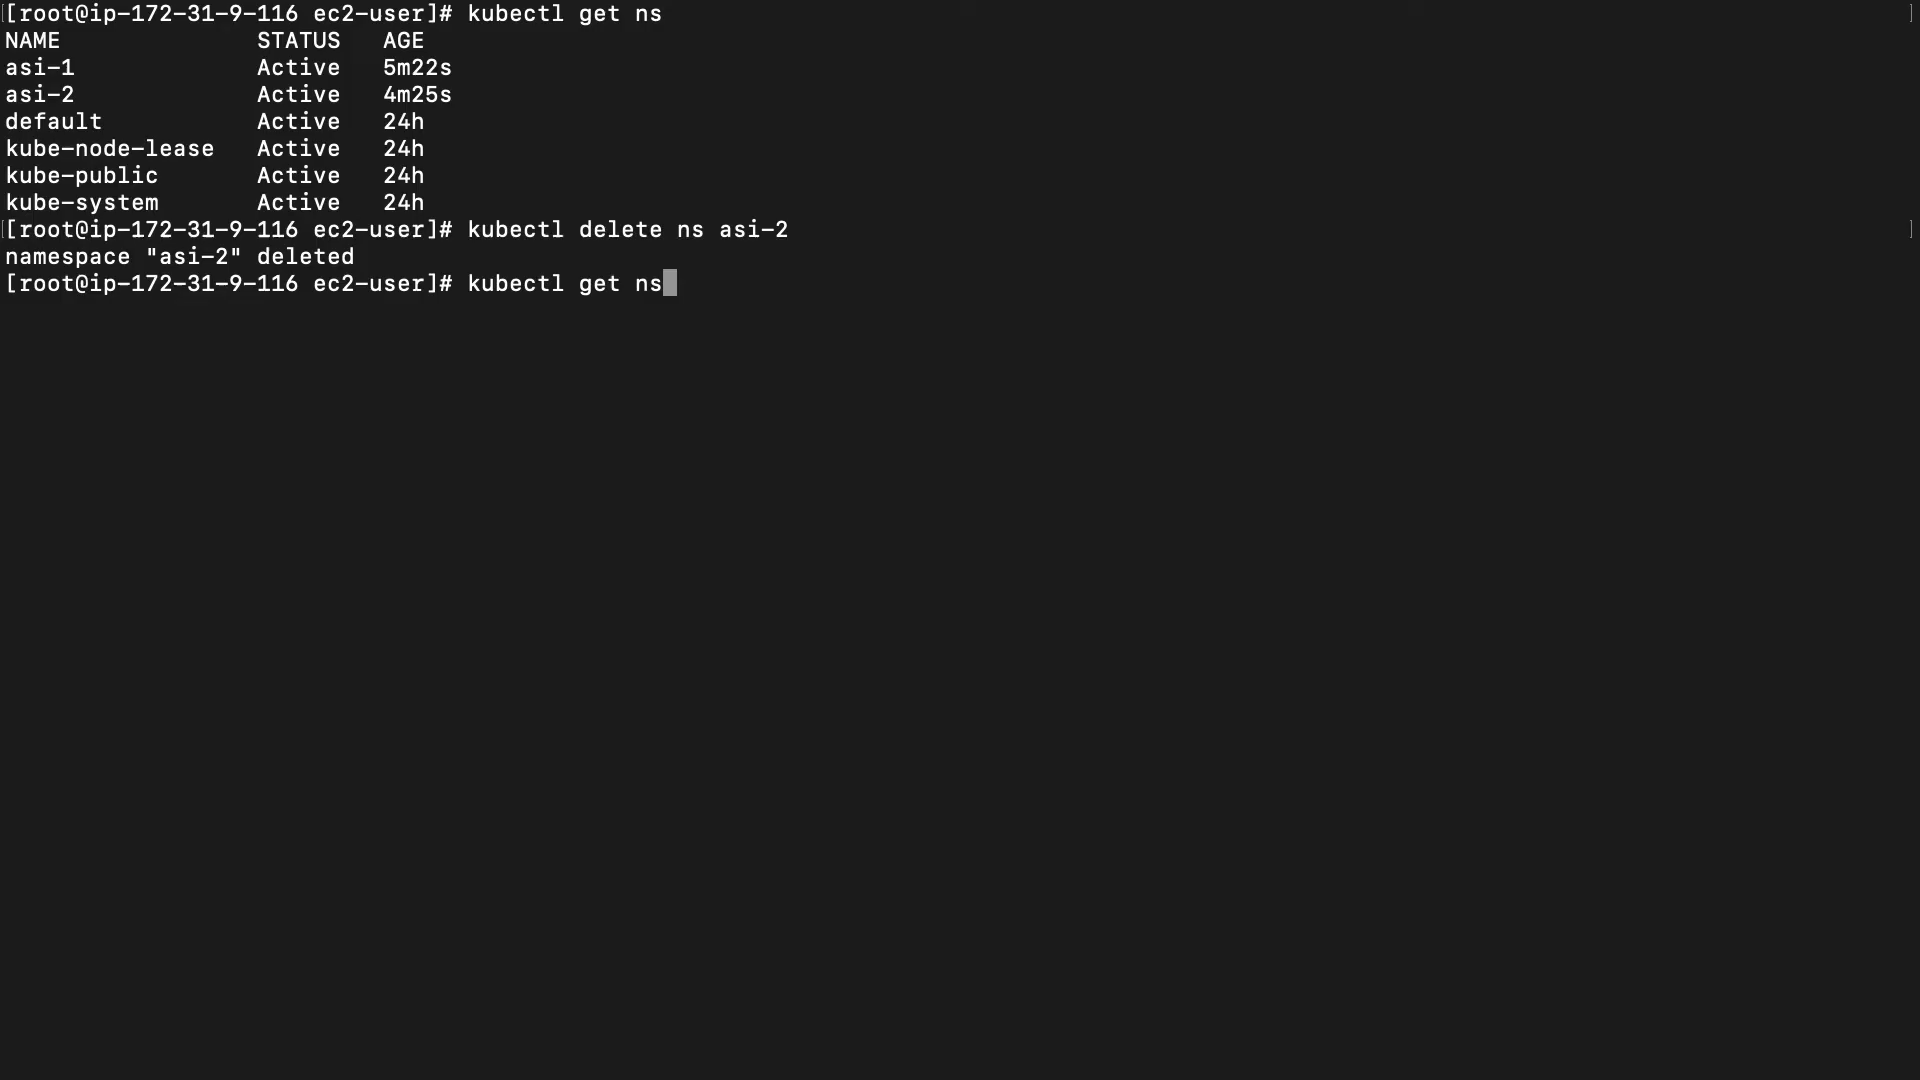 [root@ip-172-31-9-116 ec2-user]# kubectl get ns
NAME              STATUS   AGE
asi-1             Active   5m22s
asi-2             Active   4m25s
default           Active   24h
kube-node-lease   Active   24h
kube-public       Active   24h
kube-system       Active   24h
[root@ip-172-31-9-116 ec2-user]# kubectl delete ns asi-2
namespace "asi-2" deleted
[root@ip-172-31-9-116 ec2-user]# kubectl get ns